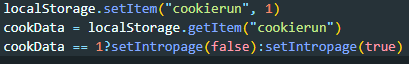 localStorage.setItem("cookierun", 1)
cookData = localStorage.getItem("cookierun")
cookData == 1?setIntropage(false):setIntropage(true)